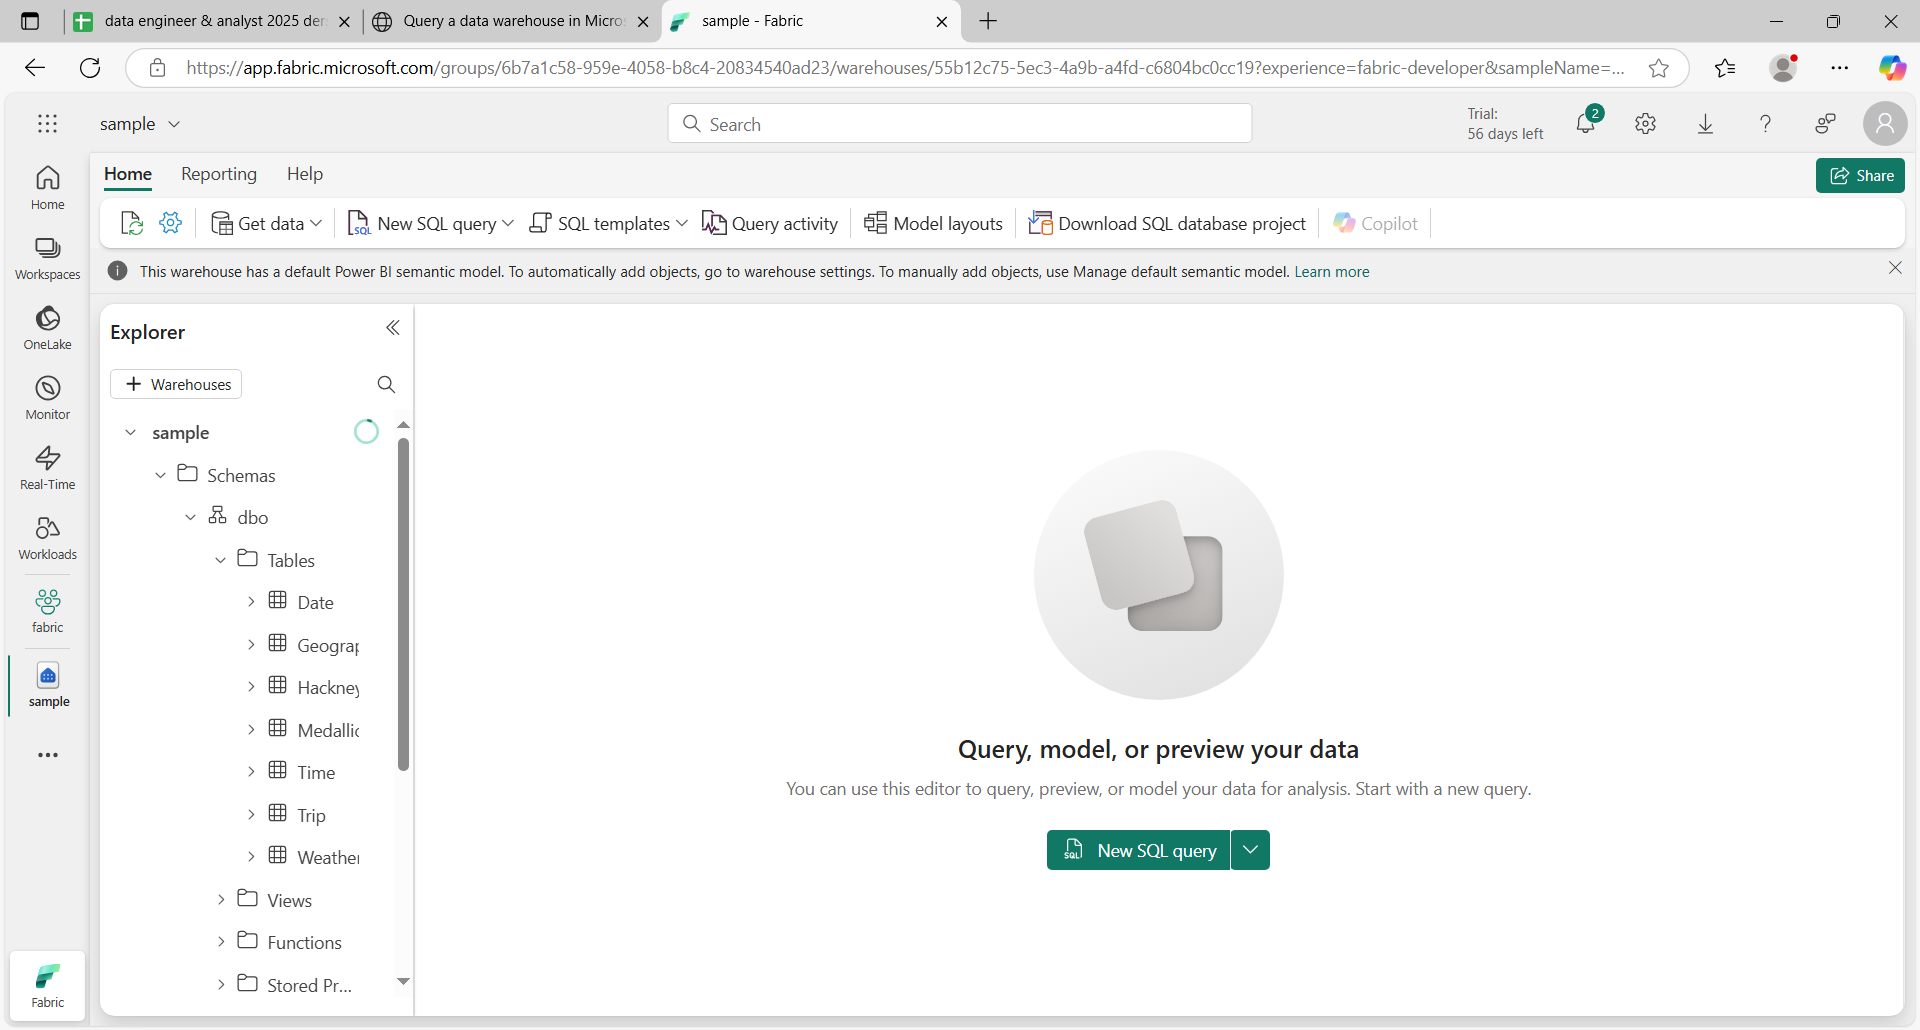 data engineer & analyst 2025 der
Query a data warehouse in Micros
sample - Fabric
https://app.fabric.microsoft.com/groups/6b7a1c58-959e-4058-b8c4-20834540ad23/warehouses/55b12c75-5ec3-4a9b-a4fd-c6804bc0cc19?experience=fabric-developer&sampleName=...
sample
Search
Trial:
56 days left
2
Home
Reporting
Help
Share
Get data
New SQL query
SQL templates
Query activity
Model layouts
Download SQL database project
Copilot
This warehouse has a default Power BI semantic model. To automatically add objects, go to warehouse settings. To manually add objects, use Manage default semantic model. Learn more
Home
Workspaces
OneLake
Monitor
Real-Time
Workloads
fabric
sample
Fabric
Explorer
Warehouses
sample
Schemas
dbo
Tables
Date
Geograp
Hackney
Medallic
Time
Trip
Weather
Views
Functions
Stored Pr...
Query, model, or preview your data
You can use this editor to query, preview, or model your data for analysis. Start with a new query.
SQL New SQL query